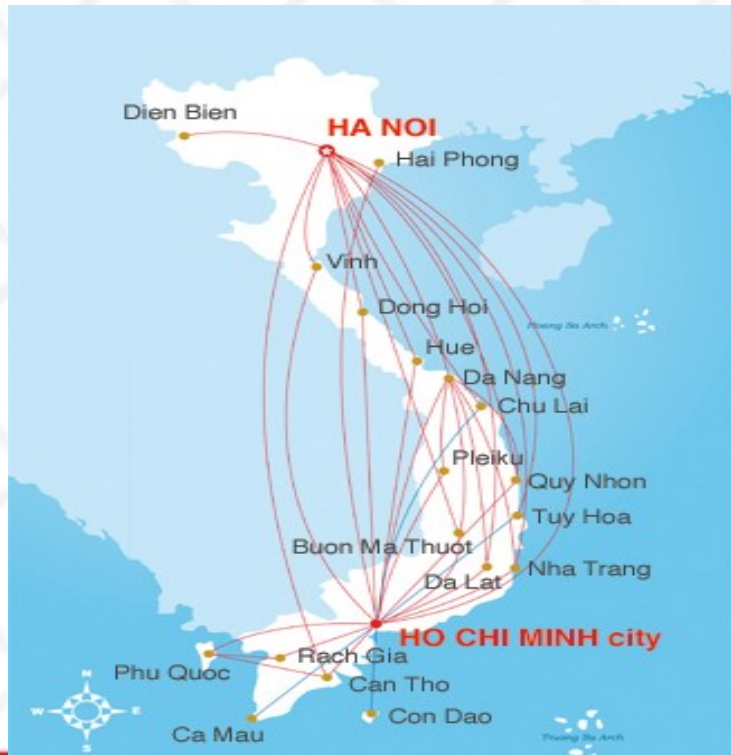 Dien Bien
HA NOI
Hai Phong
Vinh
Dong Hoi
Hue
Da Nang
Chu Lai
Pleiku
Quy Nhon
Tuy Hoa
Buon Ma Thuot
Da Lat
Nha Trang
HO CHI MINH city
Rach Gia
Phu Quoc
Can Tho
Con Dao
Ca Mau
N
W
E
S